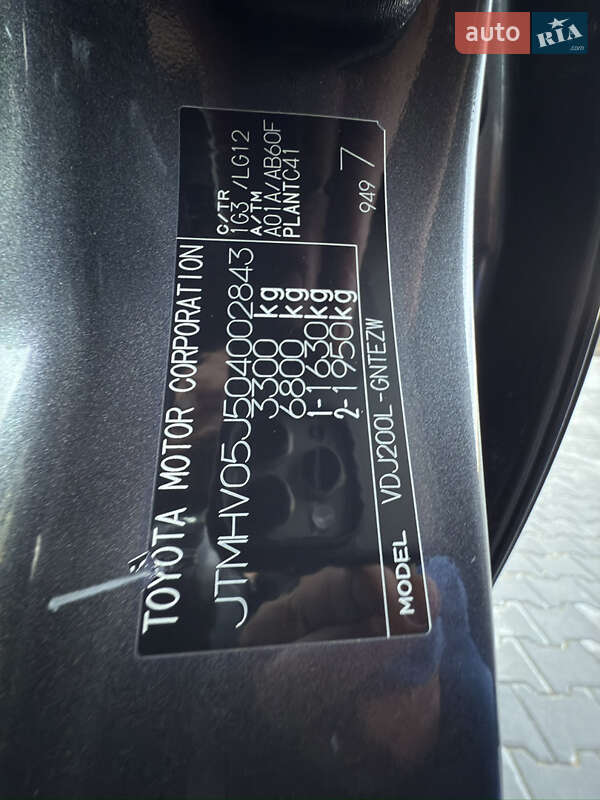 auto RIA.com
TOYOTA MOTOR CORPORATION
JTMHV05J504002843
3300 kg
6800 kg
1-1630kg
2-1950kg
C/TR
1G3 /LG12
A/TM
A01A/AB60F
PLANTC41
MODEL VDJ200L-GNTEZW
949 7